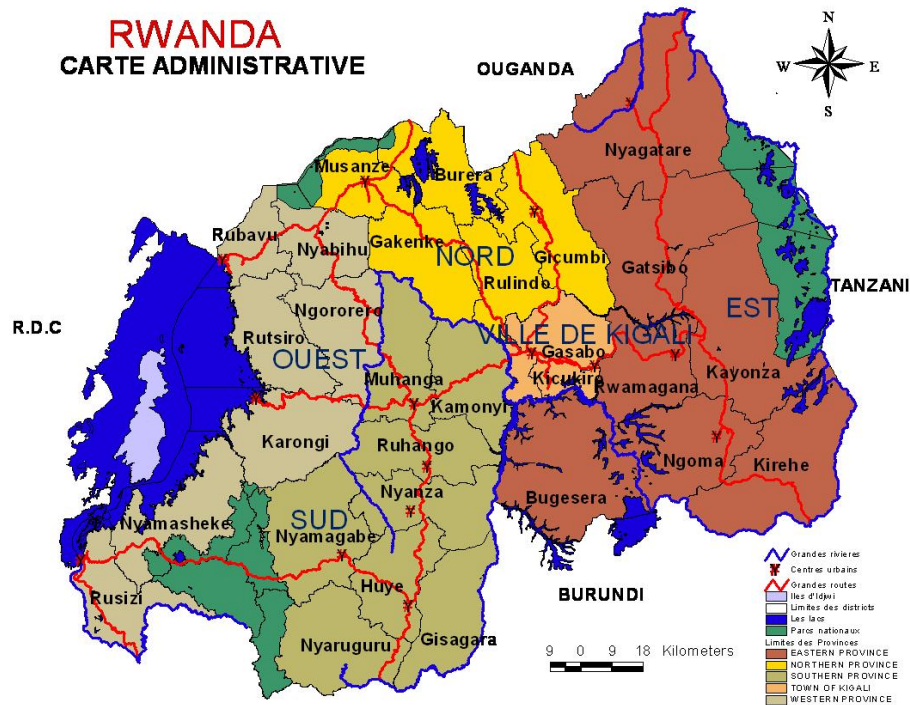 RWANDA
CARTE ADMINISTRATIVE
N
W
E
S
OUGANDA
Nyagatare
Musanze
Burera
Rubavu
Nyabihu
Gakenke
NORD
Gicumbi
Rulindo
Gatsibo
TANZANI
EST
R.D.C
Ngororero
Rutsiro
OUEST
VILLE DE KIGALI
Gasabo
Kicukiro
Rwamagana
Kayonza
Muhanga
Kamonyi
Karongi
Ruhango
Ngoma
Kirehe
Nyanza
Bugesera
Nyamasheke
SUD
Nyamagabe
Huye
Rusizi
BURUNDI
Nyaruguru
Gisagara
9 0 9 18 Kilometers
Grandes rivieres
Centres urbains
Grandes routes
Iles d'Idjwi
Limites des districts
Les lacs
Parcs nationaux
Limites des Provinces
EASTERN PROVINCE
NORTHERN PROVINCE
SOUTHERN PROVINCE
TOWN OF KIGALI
WESTERN PROVINCE